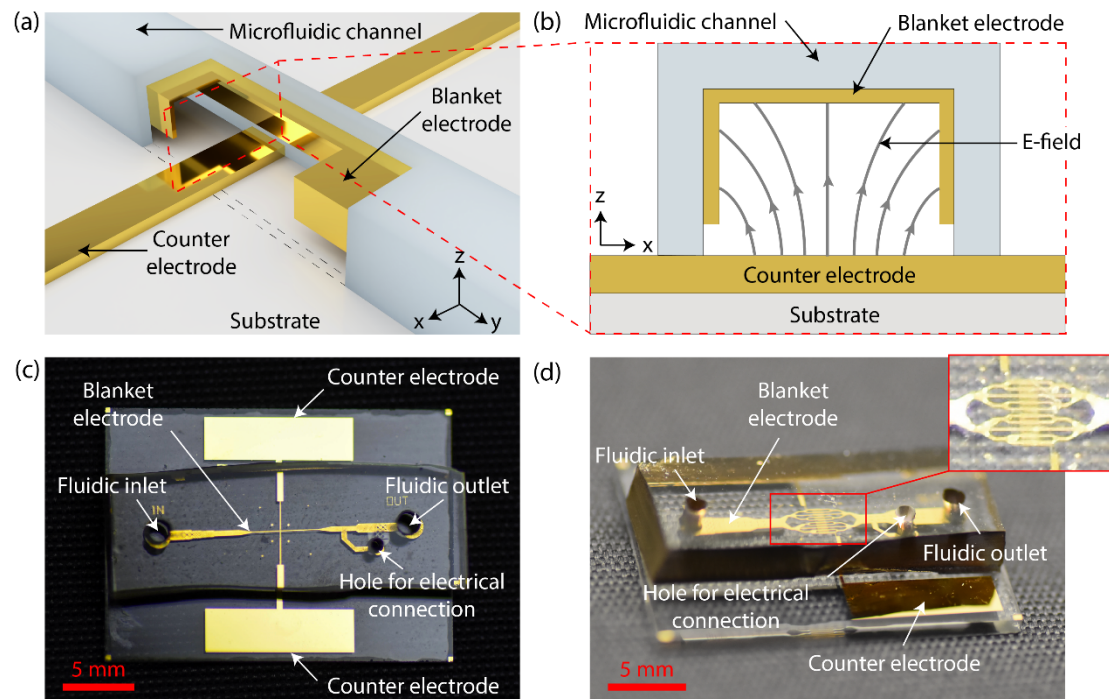 (a)
Microfluidic channel
Blanket
electrode
Counter
electrode
Substrate
z
x
y
(b)
Microfluidic channel
Blanket electrode
E-field
z
x
Counter electrode
Substrate
(c)
Counter electrode
Blanket
electrode
Fluidic inlet
Fluidic outlet
IN
OUT
Hole for electrical
connection
5 mm
Counter electrode
(d)
Blanket
electrode
Fluidic inlet
Fluidic outlet
Hole for electrical
connection
5 mm
Counter electrode